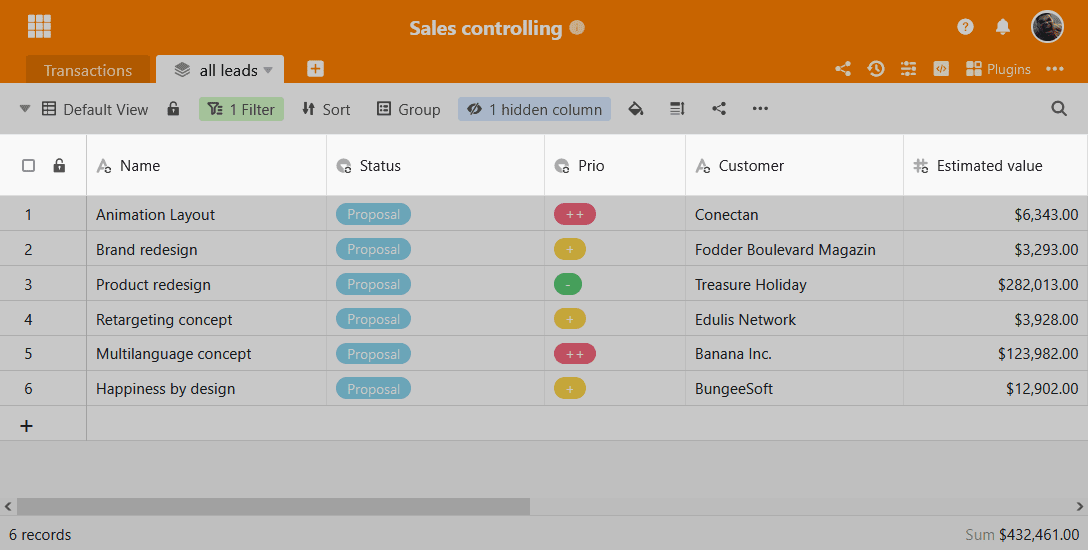 Sales controlling
Transactions all leads Plugins
Default View 1 Filter Sort Group 1 hidden column
Name Status Prio Customer Estimated value
1 Animation Layout Proposal ++ Conectan $6,343.00
2 Brand redesign Proposal + Fodder Boulevard Magazin $3,293.00
3 Product redesign Proposal - Treasure Holiday $282,013.00
4 Retargeting concept Proposal + Edulis Network $3,928.00
5 Multilanguage concept Proposal ++ Banana Inc. $123,982.00
6 Happiness by design Proposal + BungeeSoft $12,902.00
6 records Sum $432,461.00